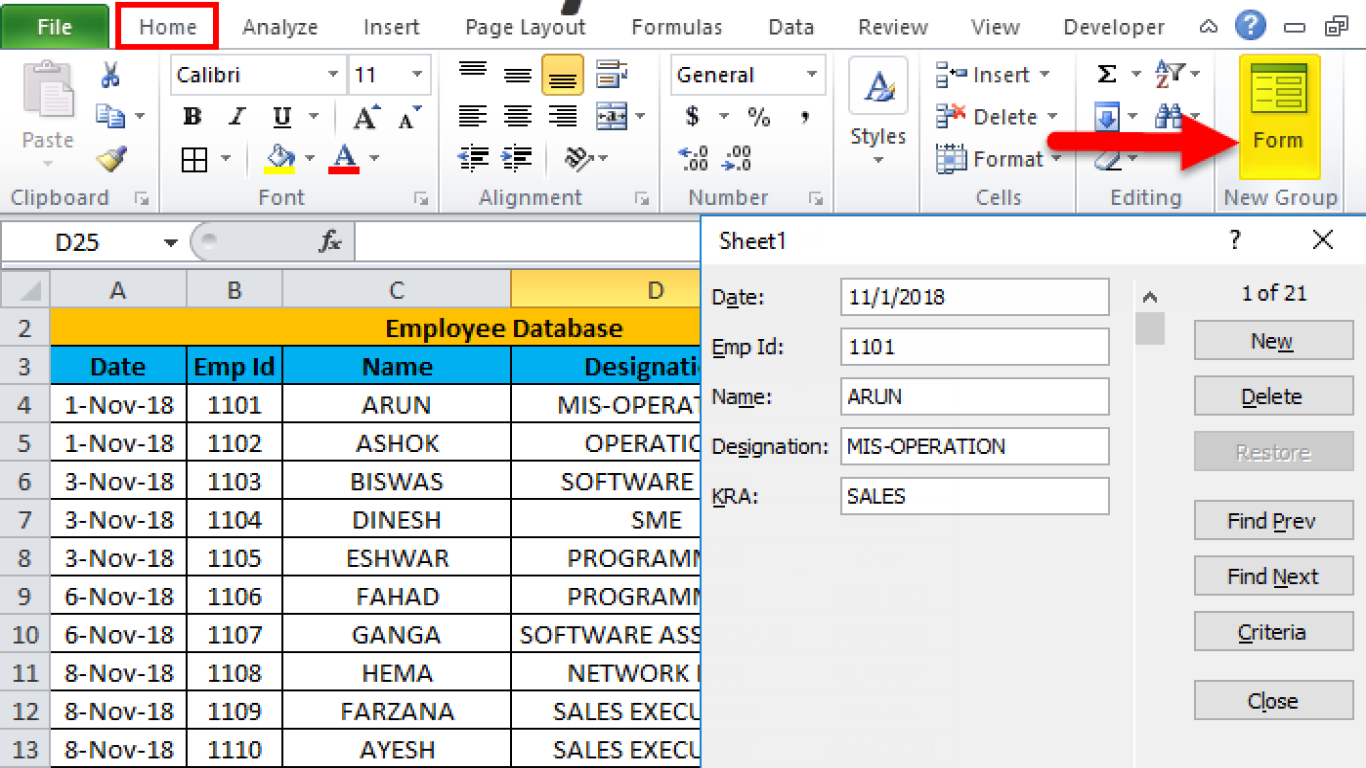 File Home Analyze Insert Page Layout Formulas Data Review View Developer ?
Calibri 11 General $ % , Σ A Z
Paste B I U A A A Styles Insert Delete Format Form
.0 .00 .00 .0
Clipboard Font Alignment Number Cells Editing New Group
D25 fx
Sheet1 ? X
A B C D
2 Employee Database
3 Date Emp Id Name Designati
4 1-Nov-18 1101 ARUN MIS-OPERAT
5 1-Nov-18 1102 ASHOK OPERATIO
6 3-Nov-18 1103 BISWAS SOFTWARE
7 3-Nov-18 1104 DINESH SME
8 3-Nov-18 1105 ESHWAR PROGRAMM
9 6-Nov-18 1106 FAHAD PROGRAMM
10 6-Nov-18 1107 GANGA SOFTWARE ASS
11 8-Nov-18 1108 HEMA NETWORK
12 8-Nov-18 1109 FARZANA SALES EXECU
13 8-Nov-18 1110 AYESH SALES EXECU
Date: 11/1/2018
Emp Id: 1101
Name: ARUN
Designation: MIS-OPERATION
KRA: SALES
1 of 21
New
Delete
Restore
Find Prev
Find Next
Criteria
Close